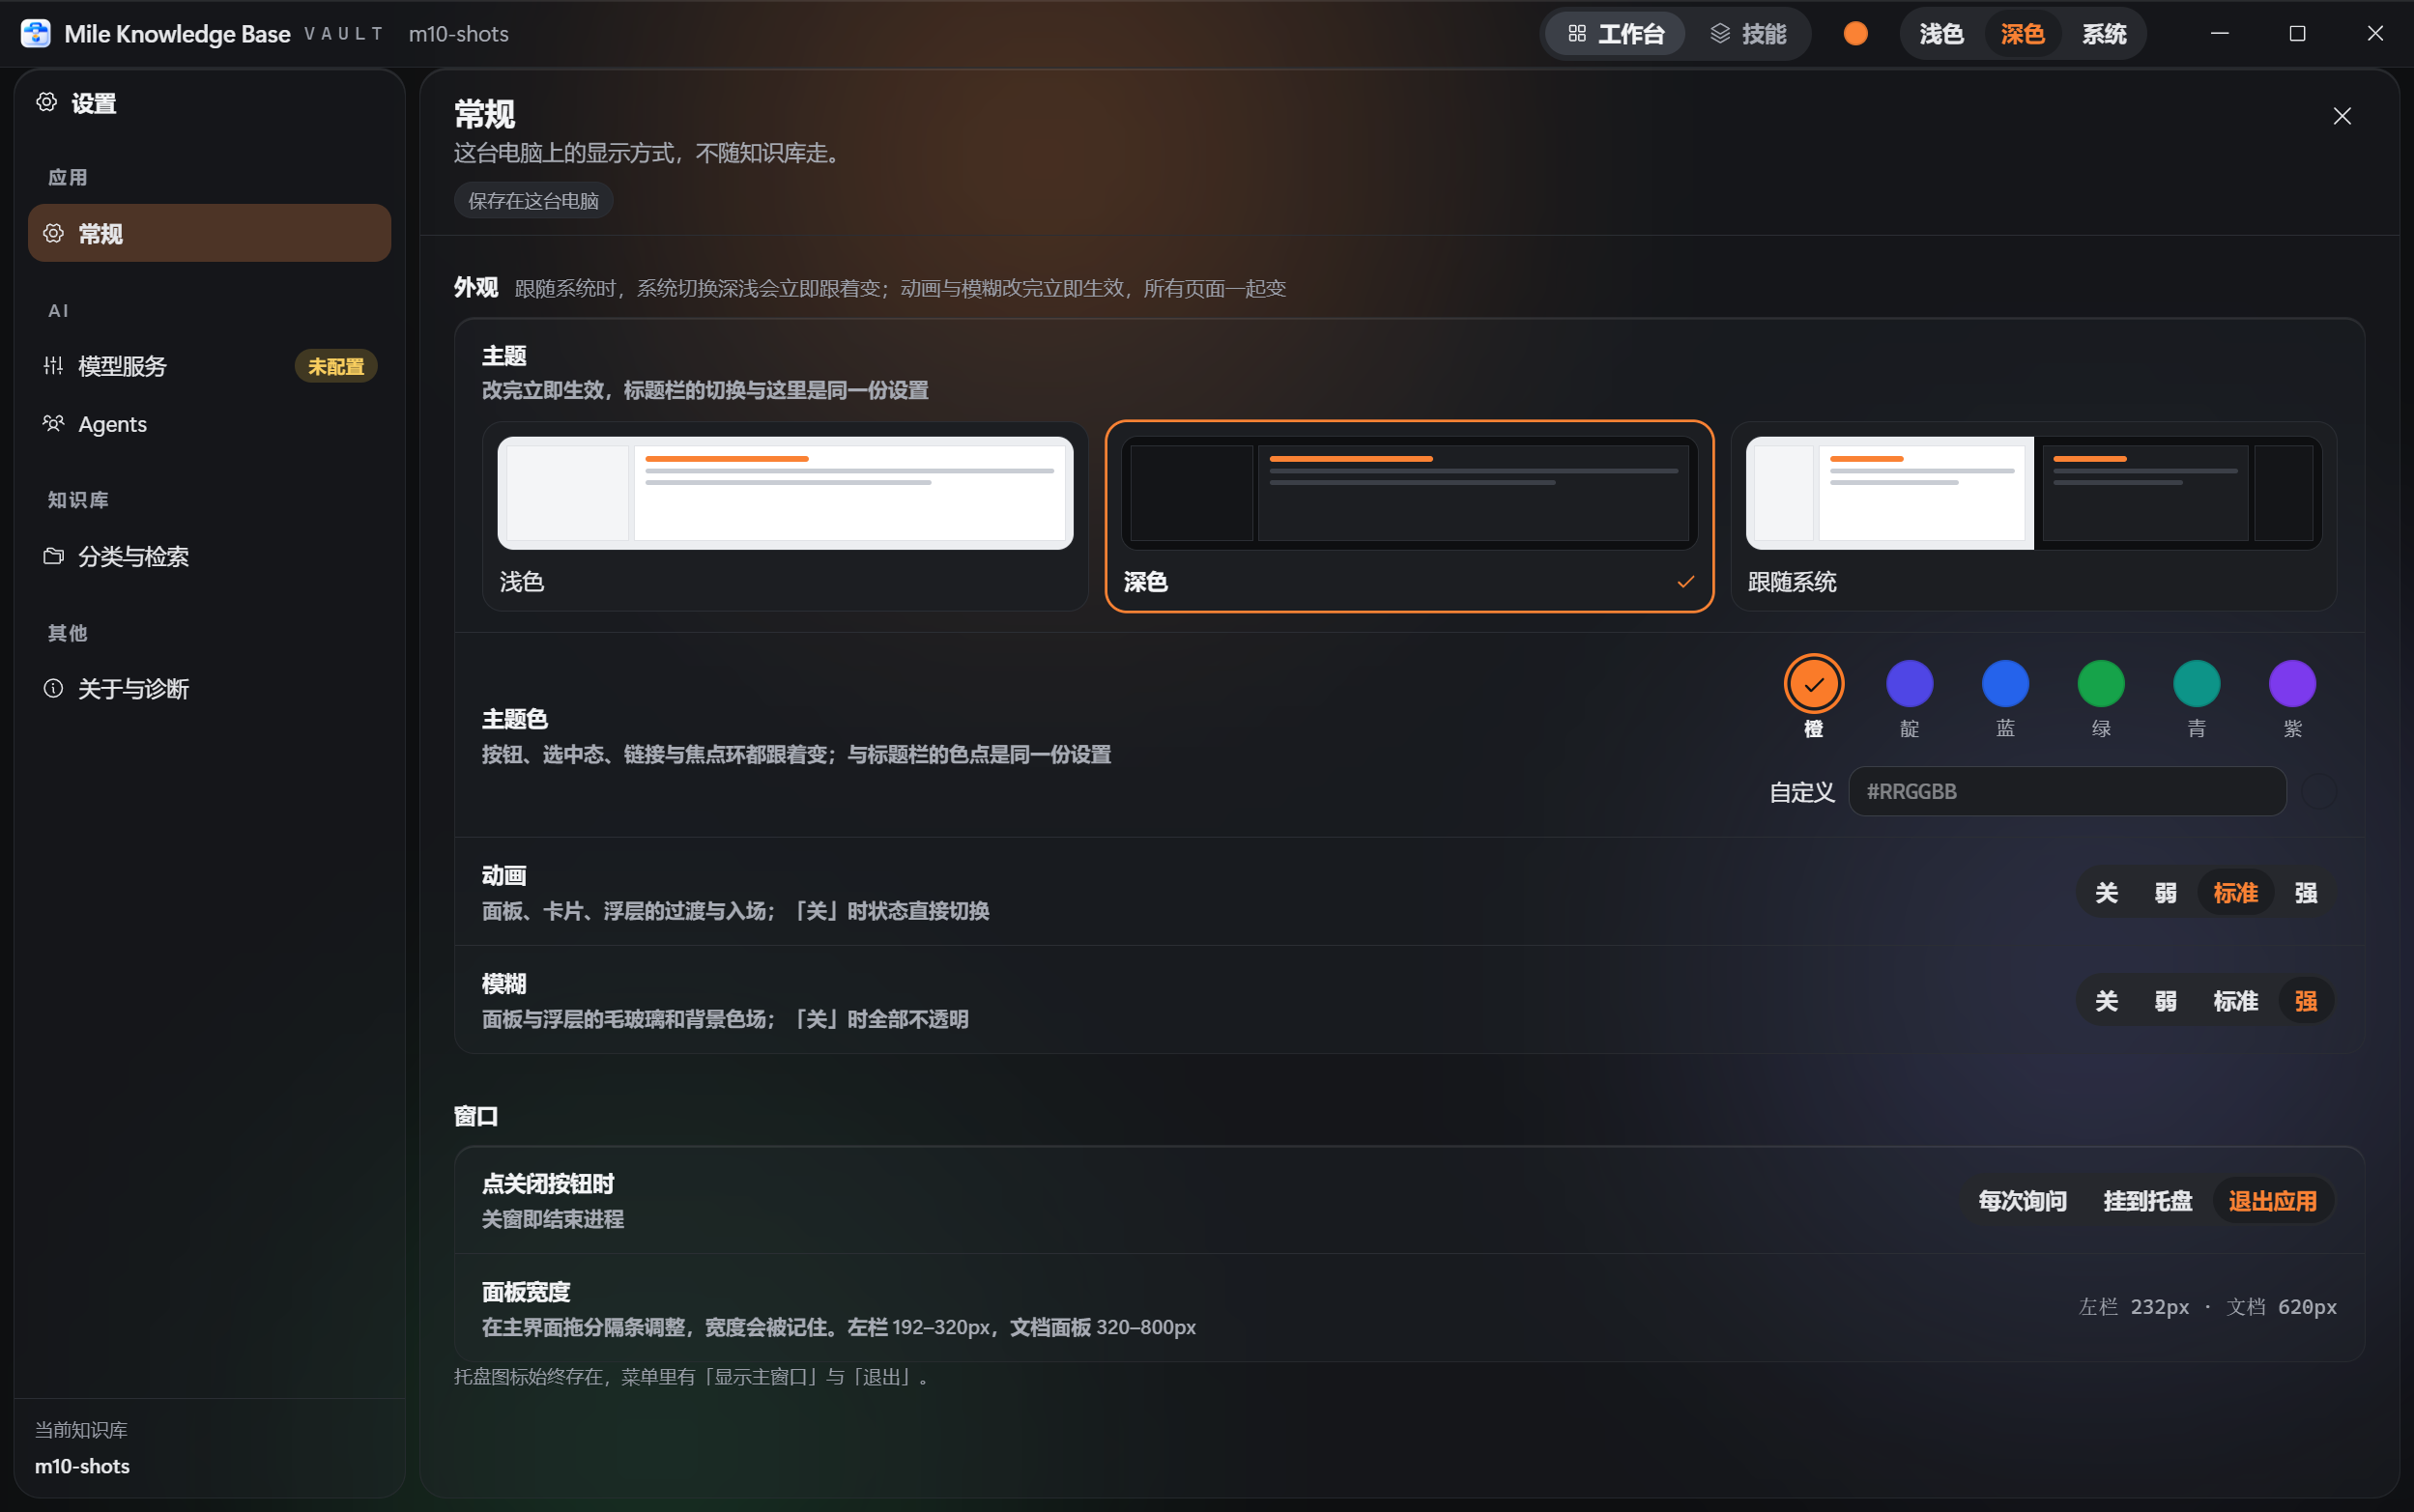 Mile Knowledge Base VAULT m10-shots 工作台 技能 浅色 深色 系统
设置
应用
常规
AI
模型服务 未配置
Agents
知识库
分类与检索
其他
关于与诊断
当前知识库
m10-shots
常规
这台电脑上的显示方式，不随知识库走。
保存在这台电脑
外观 跟随系统时，系统切换深浅会立即跟着变；动画与模糊改完立即生效，所有页面一起变
主题
改完立即生效，标题栏的切换与这里是同一份设置
浅色 深色 跟随系统
主题色
按钮、选中态、链接与焦点环都跟着变；与标题栏的色点是同一份设置
橙 靛 蓝 绿 青 紫
自定义 #RRGGBB
动画
面板、卡片、浮层的过渡与入场；「关」时状态直接切换
关 弱 标准 强
模糊
面板与浮层的毛玻璃和背景色场；「关」时全部不透明
关 弱 标准 强
窗口
点关闭按钮时
关窗即结束进程
每次询问 挂到托盘 退出应用
面板宽度
在主界面拖分隔条调整，宽度会被记住。左栏 192–320px，文档面板 320–800px
左栏 232px · 文档 620px
托盘图标始终存在，菜单里有「显示主窗口」与「退出」。